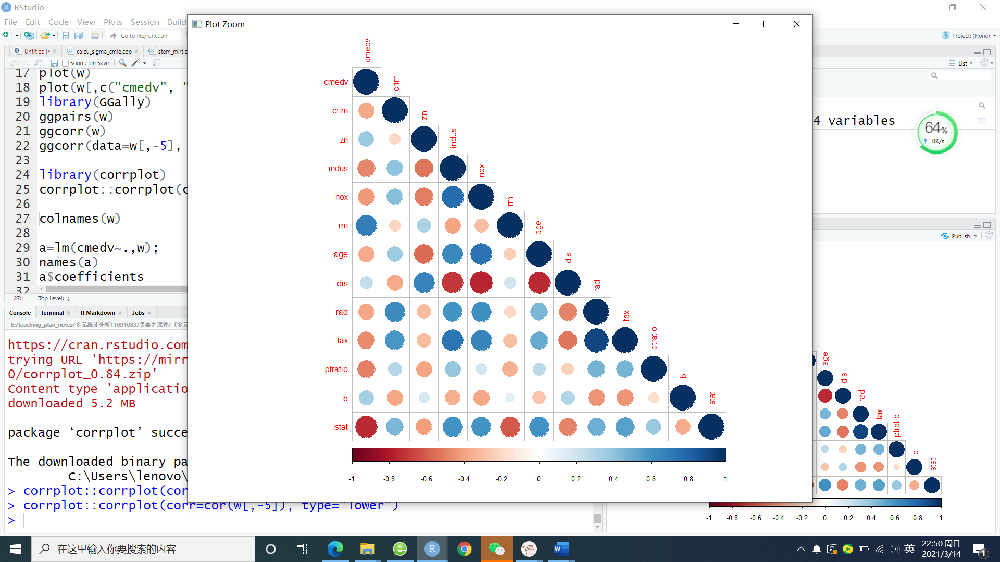 RStudio
File Edit Code View Plots Session Build
Go to file/function
Project: (None)
Untitled1* calcu_sigma_cmle.cpp stem_mirt.c
Source on Save
17 plot(w)
18 plot(w[,c("cmedv", "
19 library(GGally)
20 ggpairs(w)
21 ggcorr(w)
22 ggcorr(data=w[,-5],
23
24 library(corrplot)
25 corrplot::corrplot(c
26
27 colnames(w)
28
29 a=lm(cmedv~.,w);
30 names(a)
31 a$coefficients
32
27:1 (Top Level)
Console Terminal R Markdown Jobs
E:/teaching_plan_notes/多元统计分析11091083/吴喜之课件/《多元
https://cran.rstudio.com
trying URL 'https://mirr
0/corrplot_0.84.zip'
Content type 'applicatio
downloaded 5.2 MB
package ‘corrplot’ succe
The downloaded binary pa
C:\Users\lenovo\
> corrplot::corrplot(cor
> corrplot::corrplot(corr=cor(w[,-5]), type="lower")
>
Plot Zoom
cmedv
crim
zn
indus
nox
rm
age
dis
rad
tax
ptratio
b
lstat
cmedv
crim
zn
indus
nox
rm
age
dis
rad
tax
ptratio
b
lstat
-1 -0.8 -0.6 -0.4 -0.2 0 0.2 0.4 0.6 0.8 1
List
4 variables
64%
0K/s
Publish
age
dis
rad
tax
ptratio
b
lstat
-1 -0.8 -0.6 -0.4 -0.2 0 0.2 0.4 0.6 0.8 1
在这里输入你要搜索的内容
英
22:50 周日
2021/3/14
1